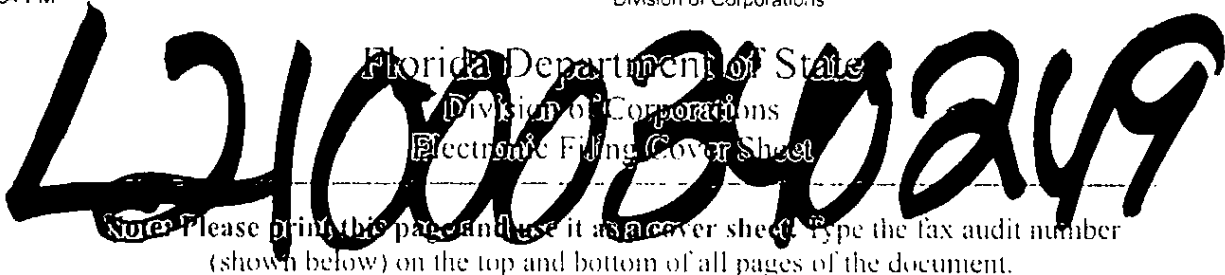 PM Division of Corporations
L21000340249
Florida Department of State
Division of Corporations
Electronic Filing Cover Sheet
Note: Please print this page and use it as a cover sheet. Type the fax audit number
(shown below) on the top and bottom of all pages of the document.